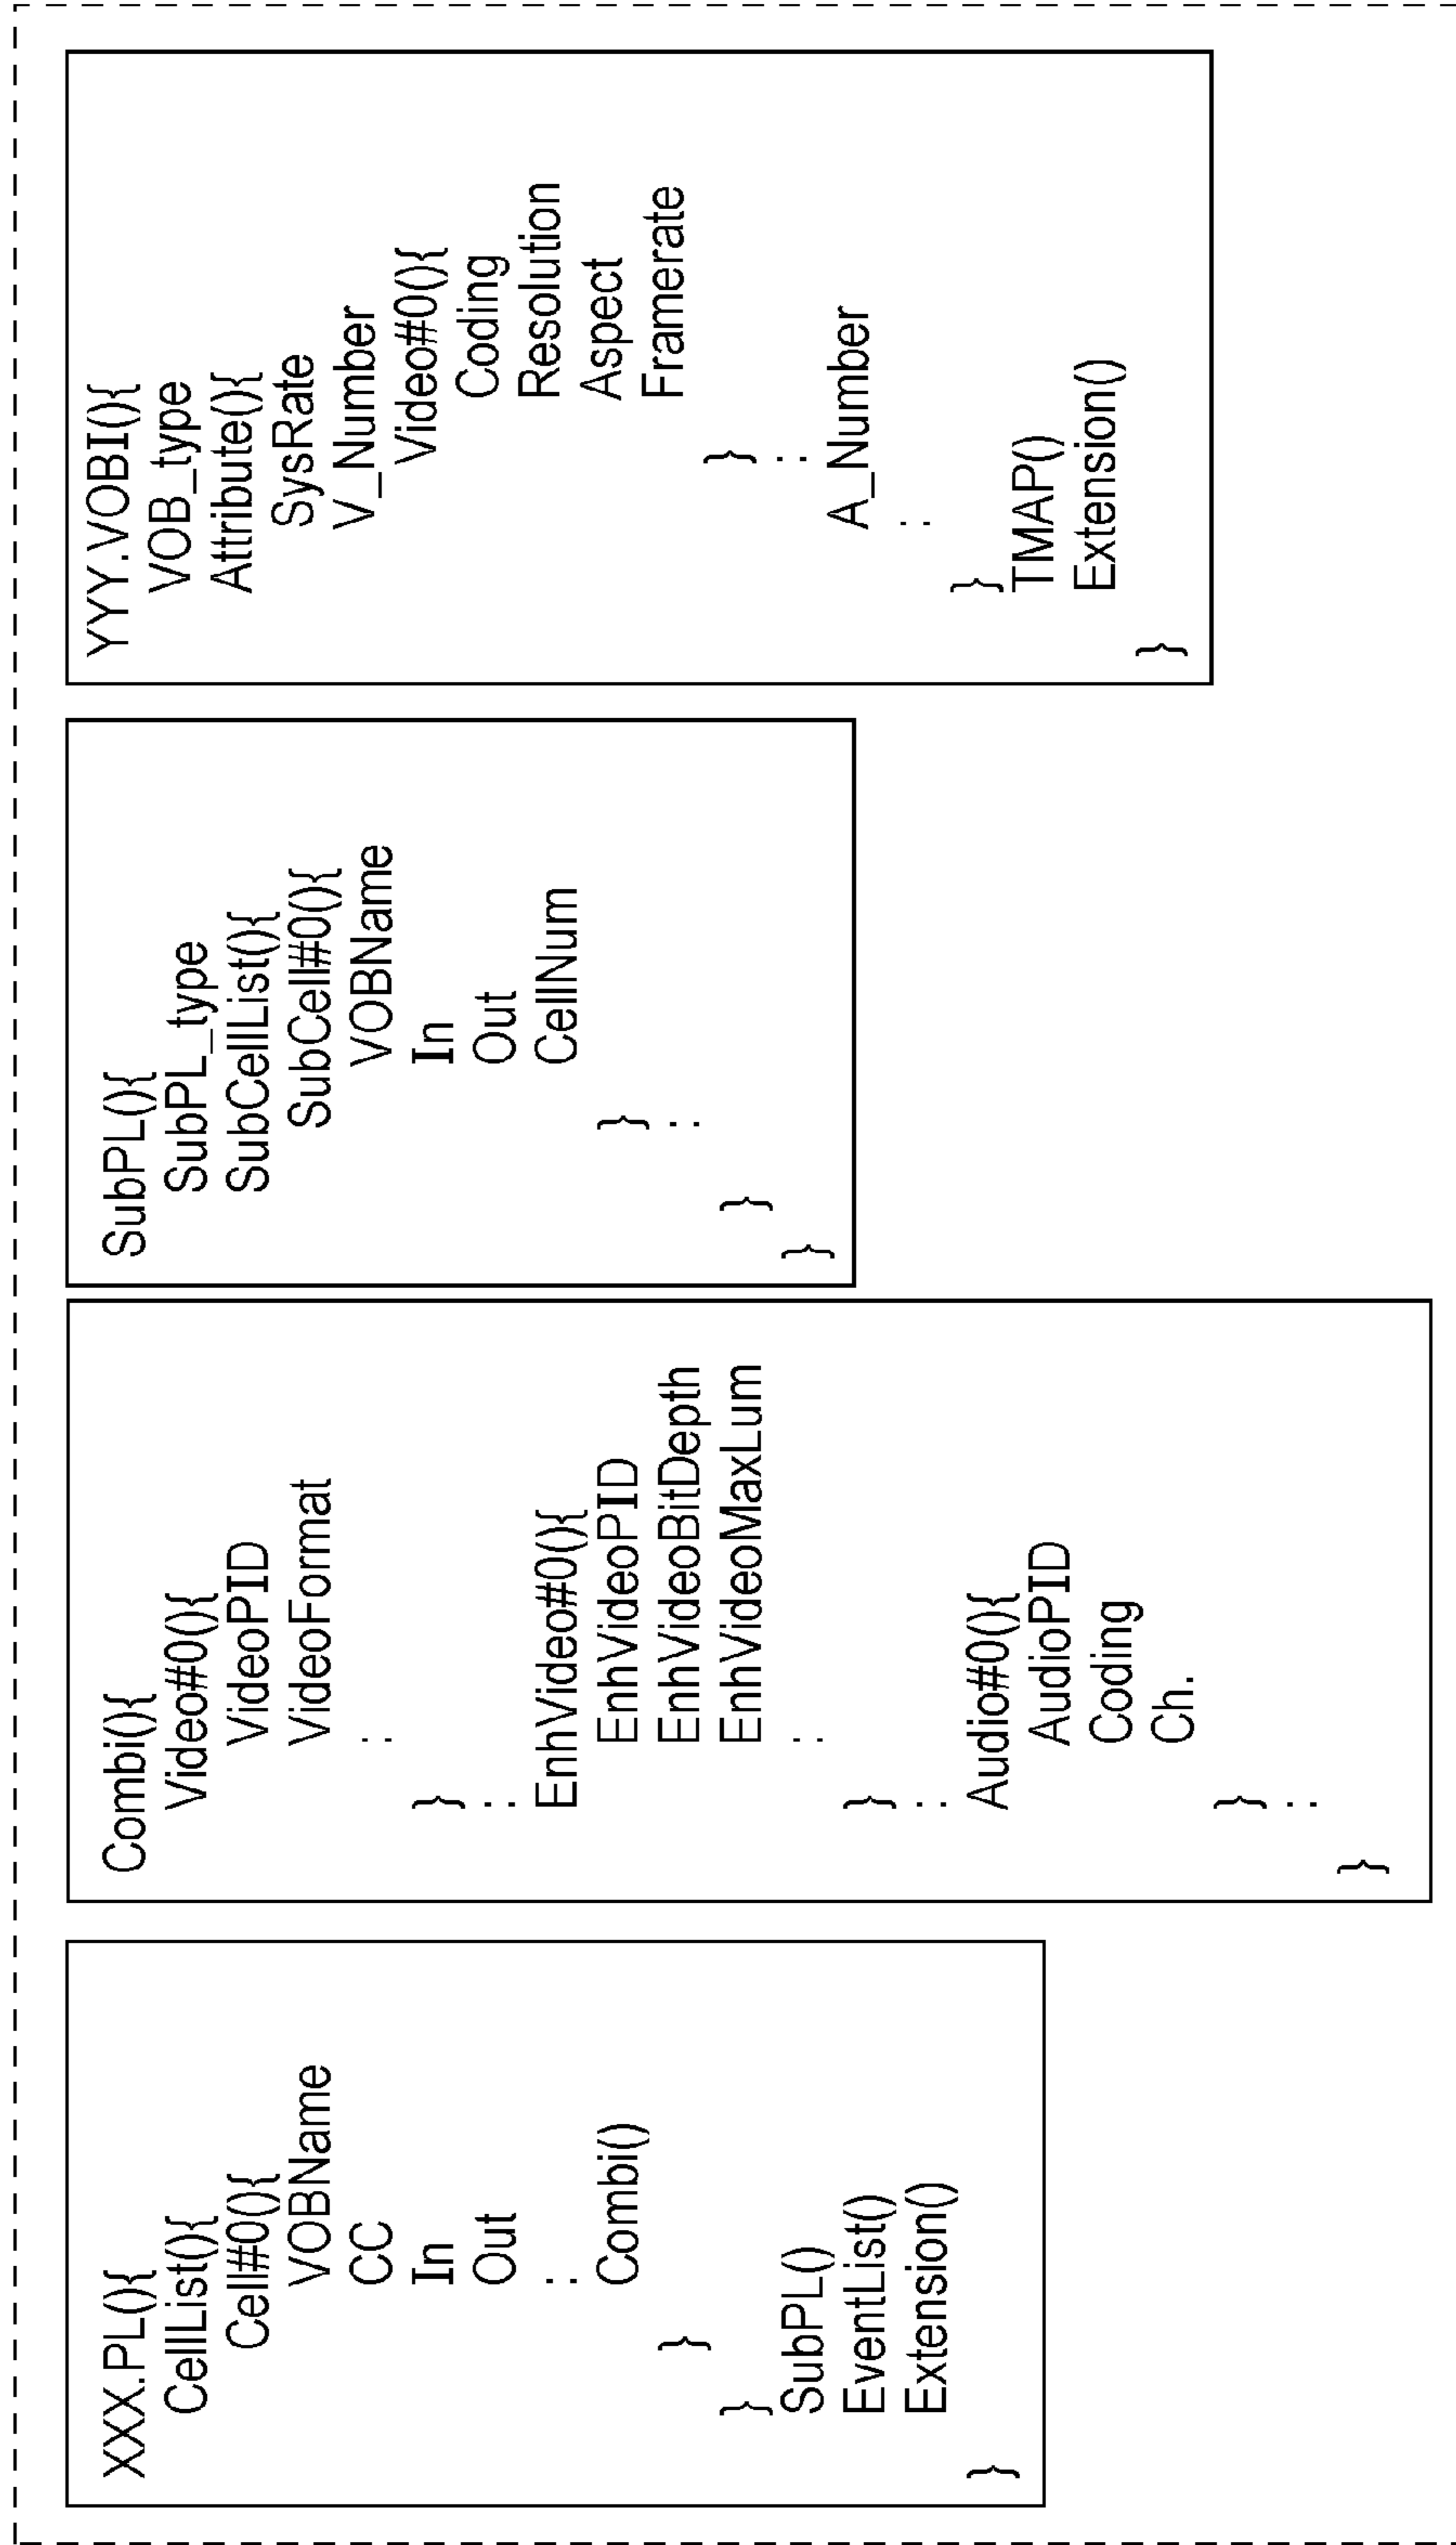 XXX.PL(){
CellList(){
Cell#0(){
VOBName
CC
In
Out
:
Combi()
}
}
SubPL()
EventList()
Extension()
}
Combi(){
Video#0(){
VideoPID
VideoFormat
:
}
:
EnhVideo#0(){
EnhVideoPID
EnhVideoBitDepth
EnhVideoMaxLum
:
}
:
Audio#0(){
AudioPID
Coding
Ch.
}
:
}
SubPL(){
SubPL_type
SubCellList(){
SubCell#0(){
VOBName
In
Out
CellNum
}
:
}
}
YYY.VOBI(){
VOB_type
Attribute(){
SysRate
V_Number
Video#0(){
Coding
Resolution
Aspect
Framerate
}
:
A_Number
:
}
TMAP()
Extension()
}